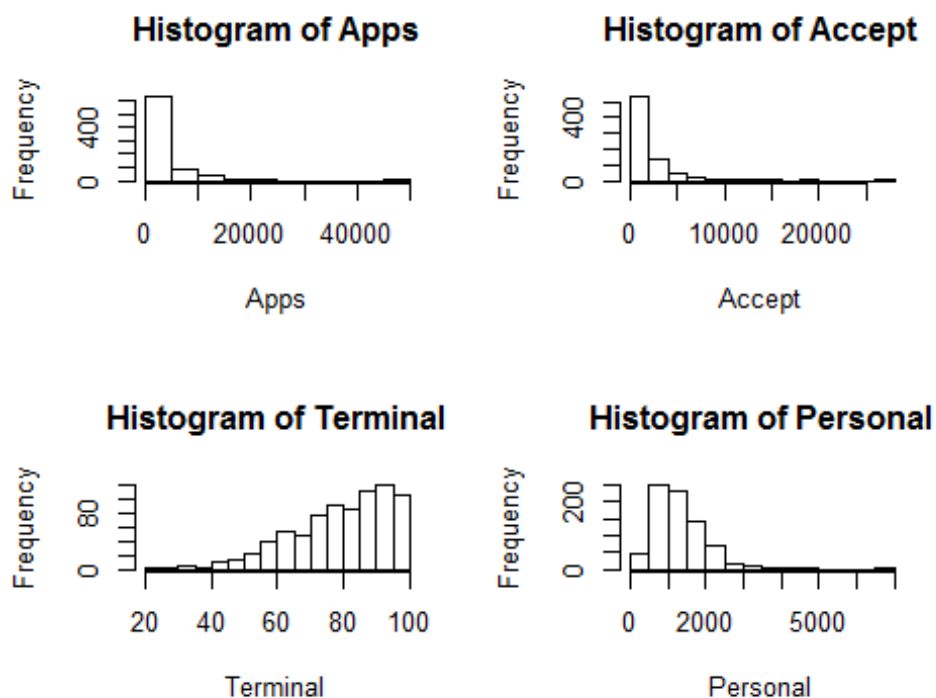 Histogram of Apps
Frequency
400
0
0 20000 40000
Apps
Histogram of Accept
Frequency
400
0
0 10000 20000
Accept
Histogram of Terminal
Frequency
80
0
20 40 60 80 100
Terminal
Histogram of Personal
Frequency
200
0
0 2000 5000
Personal